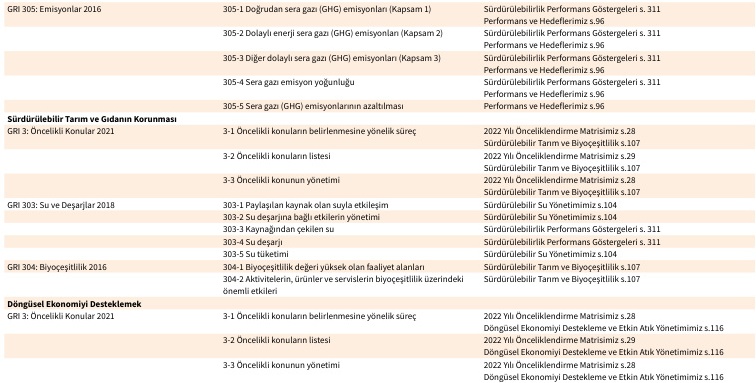 GRI 305: Emisyonlar 2016 305-1 Doğrudan sera gazı (GHG) emisyonları (Kapsam 1) Sürdürülebilirlik Performans Göstergeleri s. 311
Performans ve Hedeflerimiz s.96
305-2 Dolaylı enerji sera gazı (GHG) emisyonları (Kapsam 2) Sürdürülebilirlik Performans Göstergeleri s. 311
Performans ve Hedeflerimiz s.96
305-3 Diğer dolaylı sera gazı (GHG) emisyonları (Kapsam 3) Sürdürülebilirlik Performans Göstergeleri s. 311
Performans ve Hedeflerimiz s.96
305-4 Sera gazı emisyon yoğunluğu Sürdürülebilirlik Performans Göstergeleri s. 311
Performans ve Hedeflerimiz s.96
305-5 Sera gazı (GHG) emisyonlarının azaltılması Performans ve Hedeflerimiz s.96
Sürdürülebilir Tarım ve Gıdanın Korunması
GRI 3: Öncelikli Konular 2021 3-1 Öncelikli konuların belirlenmesine yönelik süreç 2022 Yılı Önceliklendirme Matrisimiz s.28
Sürdürülebilir Tarım ve Biyoçeşitlilik s.107
3-2 Öncelikli konuların listesi 2022 Yılı Önceliklendirme Matrisimiz s.29
Sürdürülebilir Tarım ve Biyoçeşitlilik s.107
3-3 Öncelikli konunun yönetimi 2022 Yılı Önceliklendirme Matrisimiz s.28
Sürdürülebilir Tarım ve Biyoçeşitlilik s.107
GRI 303: Su ve Deşarjlar 2018 303-1 Paylaşılan kaynak olan suyla etkileşim Sürdürülebilir Su Yönetimimiz s.104
303-2 Su deşarjına bağlı etkilerin yönetimi Sürdürülebilir Su Yönetimimiz s.104
303-3 Kaynağından çekilen su Sürdürülebilirlik Performans Göstergeleri s. 311
303-4 Su deşarjı Sürdürülebilirlik Performans Göstergeleri s. 311
303-5 Su tüketimi Sürdürülebilir Su Yönetimimiz s.104
GRI 304: Biyoçeşitlilik 2016 304-1 Biyoçeşitlilik değeri yüksek olan faaliyet alanları Sürdürülebilir Tarım ve Biyoçeşitlilik s.107
304-2 Aktivitelerin, ürünler ve servislerin biyoçeşitlilik üzerindeki Sürdürülebilir Tarım ve Biyoçeşitlilik s.107
önemli etkileri
Döngüsel Ekonomiyi Desteklemek
GRI 3: Öncelikli Konular 2021 3-1 Öncelikli konuların belirlenmesine yönelik süreç 2022 Yılı Önceliklendirme Matrisimiz s.28
Döngüsel Ekonomiyi Destekleme ve Etkin Atık Yönetimimiz s.116
3-2 Öncelikli konuların listesi 2022 Yılı Önceliklendirme Matrisimiz s.29
Döngüsel Ekonomiyi Destekleme ve Etkin Atık Yönetimimiz s.116
3-3 Öncelikli konunun yönetimi 2022 Yılı Önceliklendirme Matrisimiz s.28
Döngüsel Ekonomiyi Destekleme ve Etkin Atık Yönetimimiz s.116